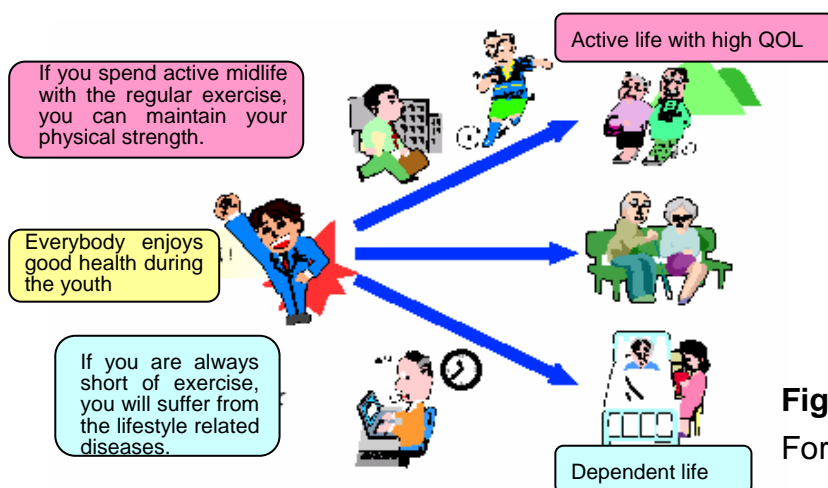 Active life with high QOL
If you spend active midlife
with the regular exercise,
you can maintain your
physical strength.
Everybody enjoys
good health during
the youth
!
If you are always
short of exercise,
you will suffer from
the lifestyle related
diseases.
Dependent life
Fig
For